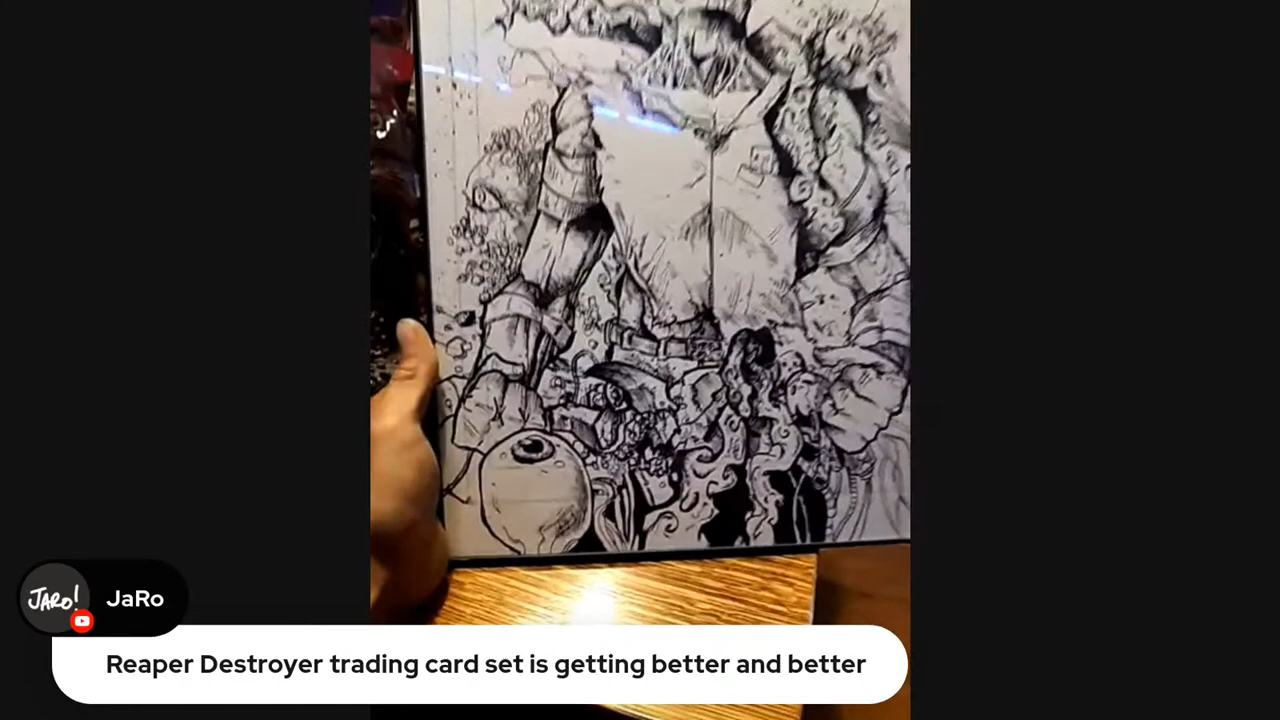 JARO!
JaRo
Reaper Destroyer trading card set is getting better and better